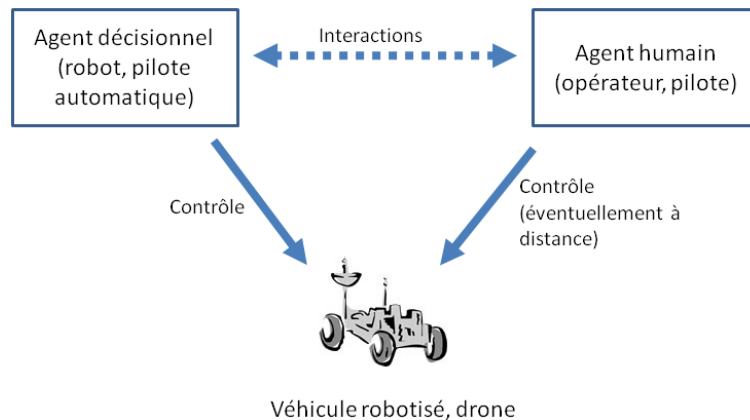 Agent décisionnel
(robot, pilote
automatique)
Interactions
Agent humain
(opérateur, pilote)
Contrôle
Contrôle
(éventuellement à
distance)
Véhicule robotisé, drone